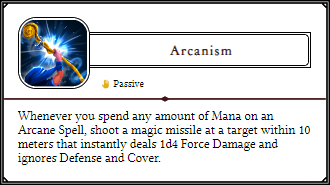 Arcanism
Passive
Whenever you spend any amount of Mana on an
Arcane Spell, shoot a magic missile at a target within 10
meters that instantly deals 1d4 Force Damage and
ignores Defense and Cover.